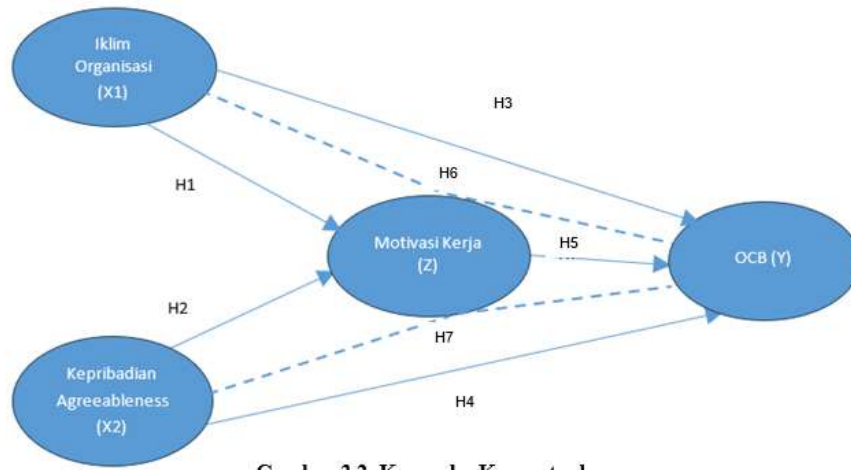 Iklim
Organisasi
(X1)
H3
H6
H1
Motivasi Kerja
(Z)
H5
OCB (Y)
H2
H7
Kepribadian
Agreeableness
(X2)
H4